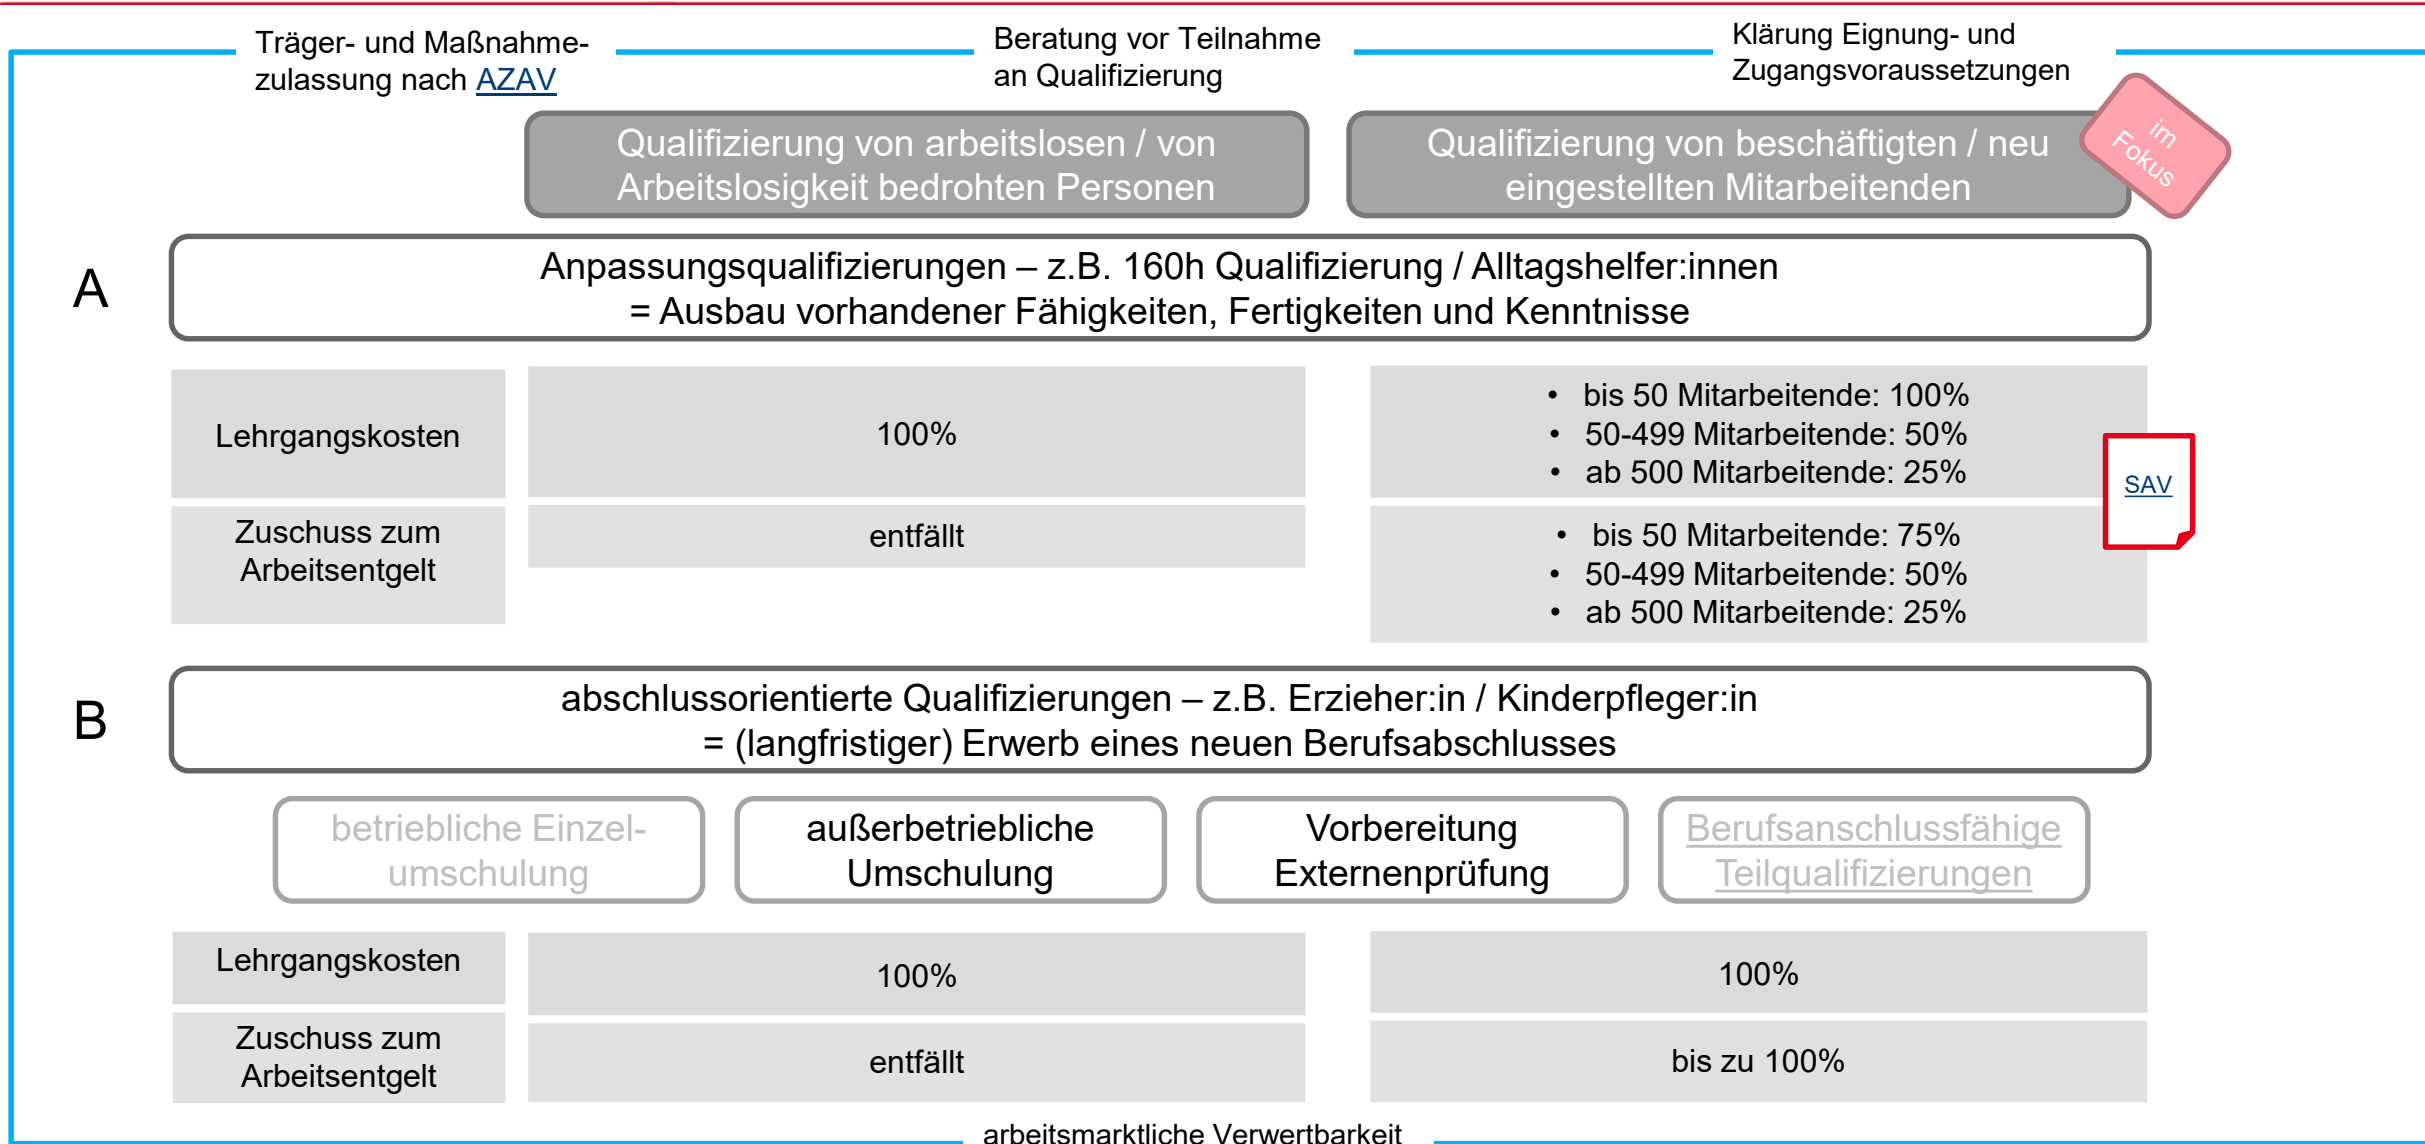 Träger- und Maßnahme-
zulassung nach AZAV
Beratung vor Teilnahme
an Qualifizierung
Klärung Eignung- und
Zugangsvoraussetzungen
Qualifizierung von arbeitslosen / von
Arbeitslosigkeit bedrohten Personen
Qualifizierung von beschäftigten / neu
eingestellten Mitarbeitenden
im
Fokus
A
Anpassungsqualifizierungen – z.B. 160h Qualifizierung / Alltagshelfer:innen
= Ausbau vorhandener Fähigkeiten, Fertigkeiten und Kenntnisse
Lehrgangskosten
100%
• bis 50 Mitarbeitende: 100%
• 50-499 Mitarbeitende: 50%
• ab 500 Mitarbeitende: 25%
SAV
Zuschuss zum
Arbeitsentgelt
entfällt
• bis 50 Mitarbeitende: 75%
• 50-499 Mitarbeitende: 50%
• ab 500 Mitarbeitende: 25%
B
abschlussorientierte Qualifizierungen – z.B. Erzieher:in / Kinderpfleger:in
= (langfristiger) Erwerb eines neuen Berufsabschlusses
betriebliche Einzel-
umschulung
außerbetriebliche
Umschulung
Vorbereitung
Externenprüfung
Berufsanschlussfähige
Teilqualifizierungen
Lehrgangskosten
100%
100%
Zuschuss zum
Arbeitsentgelt
entfällt
bis zu 100%
arbeitsmarktliche Verwertbarkeit